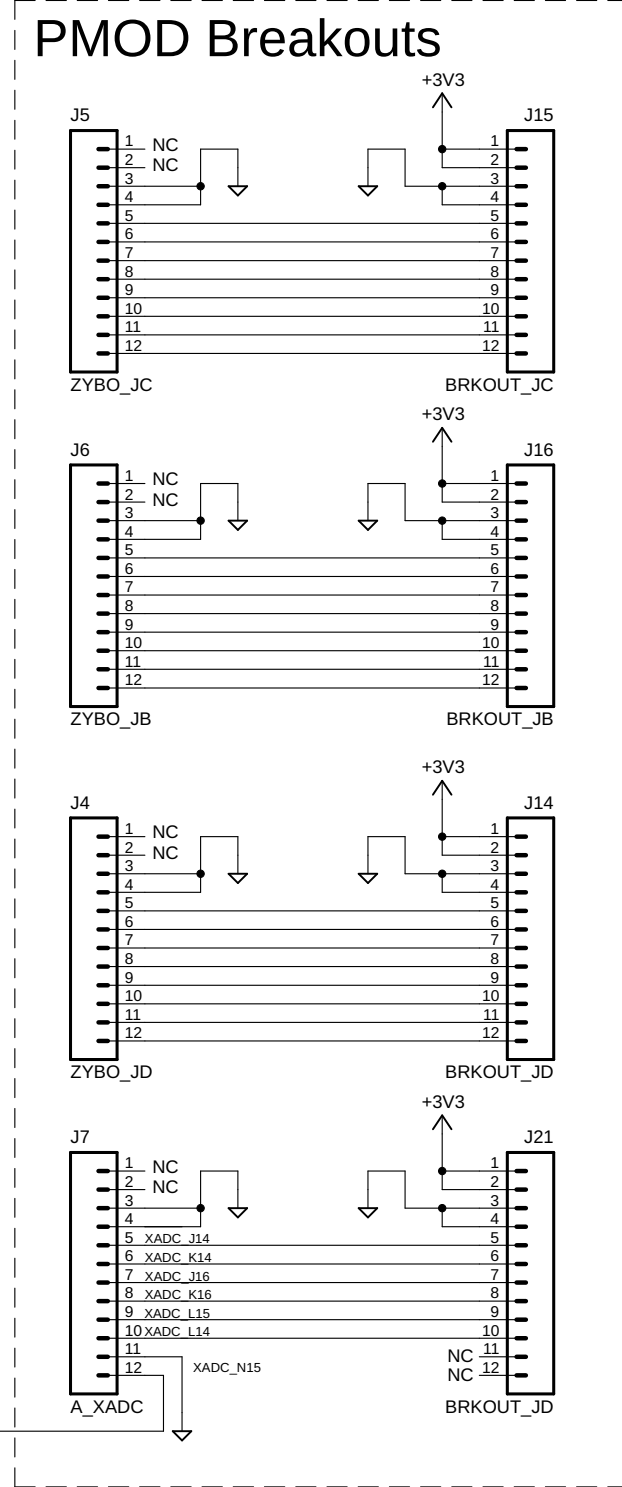 PMOD Breakouts
+3V3
J5 J15
1 NC 1
2 NC 2
3 3
4 4
5 5
6 6
7 7
8 8
9 9
10 10
11 11
12 12
ZYBO_JC BRKOUT_JC
+3V3
J6 J16
1 NC 1
2 NC 2
3 3
4 4
5 5
6 6
7 7
8 8
9 9
10 10
11 11
12 12
ZYBO_JB BRKOUT_JB
+3V3
J4 J14
1 NC 1
2 NC 2
3 3
4 4
5 5
6 6
7 7
8 8
9 9
10 10
11 11
12 12
ZYBO_JD BRKOUT_JD
+3V3
J7 J21
1 NC 1
2 NC 2
3 3
4 4
5 XADC_J14 5
6 XADC_K14 6
7 XADC_J16 7
8 XADC_K16 8
9 XADC_L15 9
10 XADC_L14 10
11 NC 11
12 XADC_N15 NC 12
A_XADC BRKOUT_JD